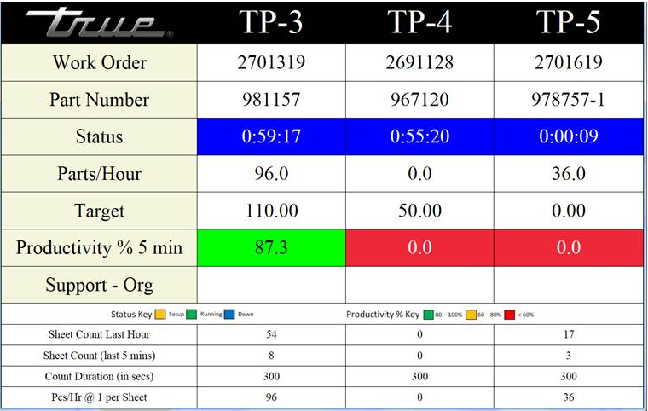 true® TP-3 TP-4 TP-5
Work Order 2701319 2691128 2701619
Part Number 981157 967120 978757-1
Status 0:59:17 0:55:20 0:00:09
Parts/Hour 96.0 0.0 36.0
Target 110.00 50.00 0.00
Productivity % 5 min 87.3 0.0 0.0
Support - Org
Status Key Setup Running Down Productivity % Key 80 - 100% 60 - 80% < 60%
Sheet Count Last Hour 54 0 17
Sheet Count (last 5 mins) 8 0 3
Count Duration (in secs) 300 300 300
Pcs/Hr @ 1 per Sheet 96 0 36